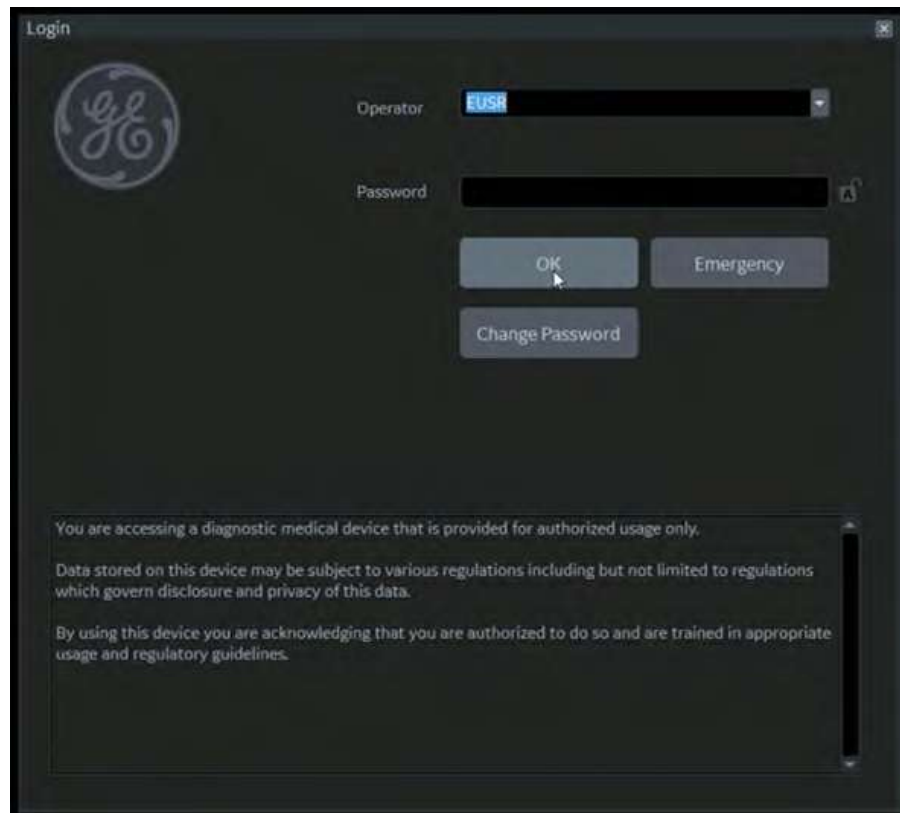 Login
GE
Operator
EUSR
Password
A
OK
Emergency
Change Password
You are accessing a diagnostic medical device that is provided for authorized usage only.
Data stored on this device may be subject to various regulations including but not limited to regulations
which govern disclosure and privacy of this data.
By using this device you are acknowledging that you are authorized to do so and are trained in appropriate
usage and regulatory guidelines.